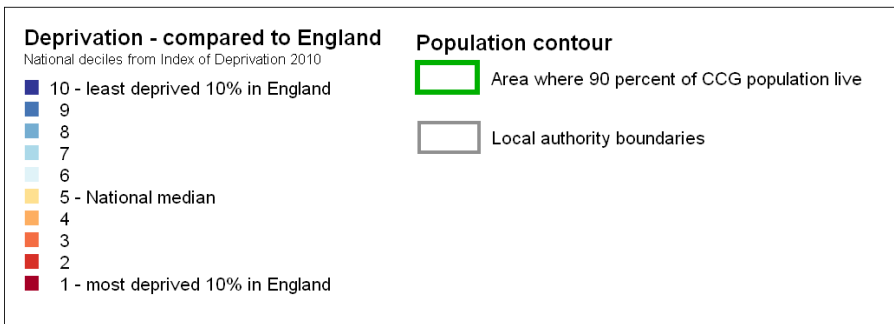 Deprivation - compared to England
National deciles from Index of Deprivation 2010
10 - least deprived 10% in England
9
8
7
6
5 - National median
4
3
2
1 - most deprived 10% in England
Population contour
Area where 90 percent of CCG population live
Local authority boundaries